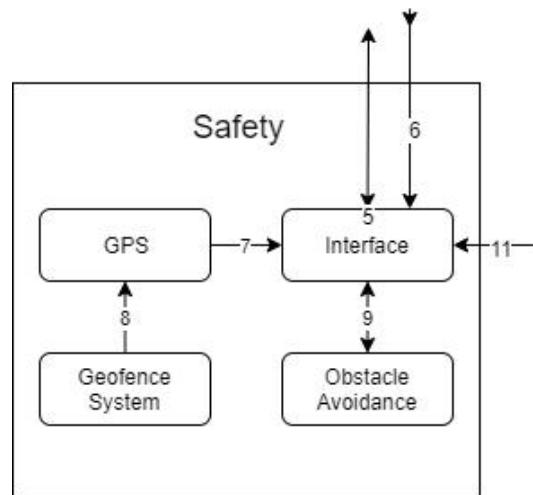 6
Safety
5
GPS
7
Interface
11
8
9
Geofence
System
Obstacle
Avoidance